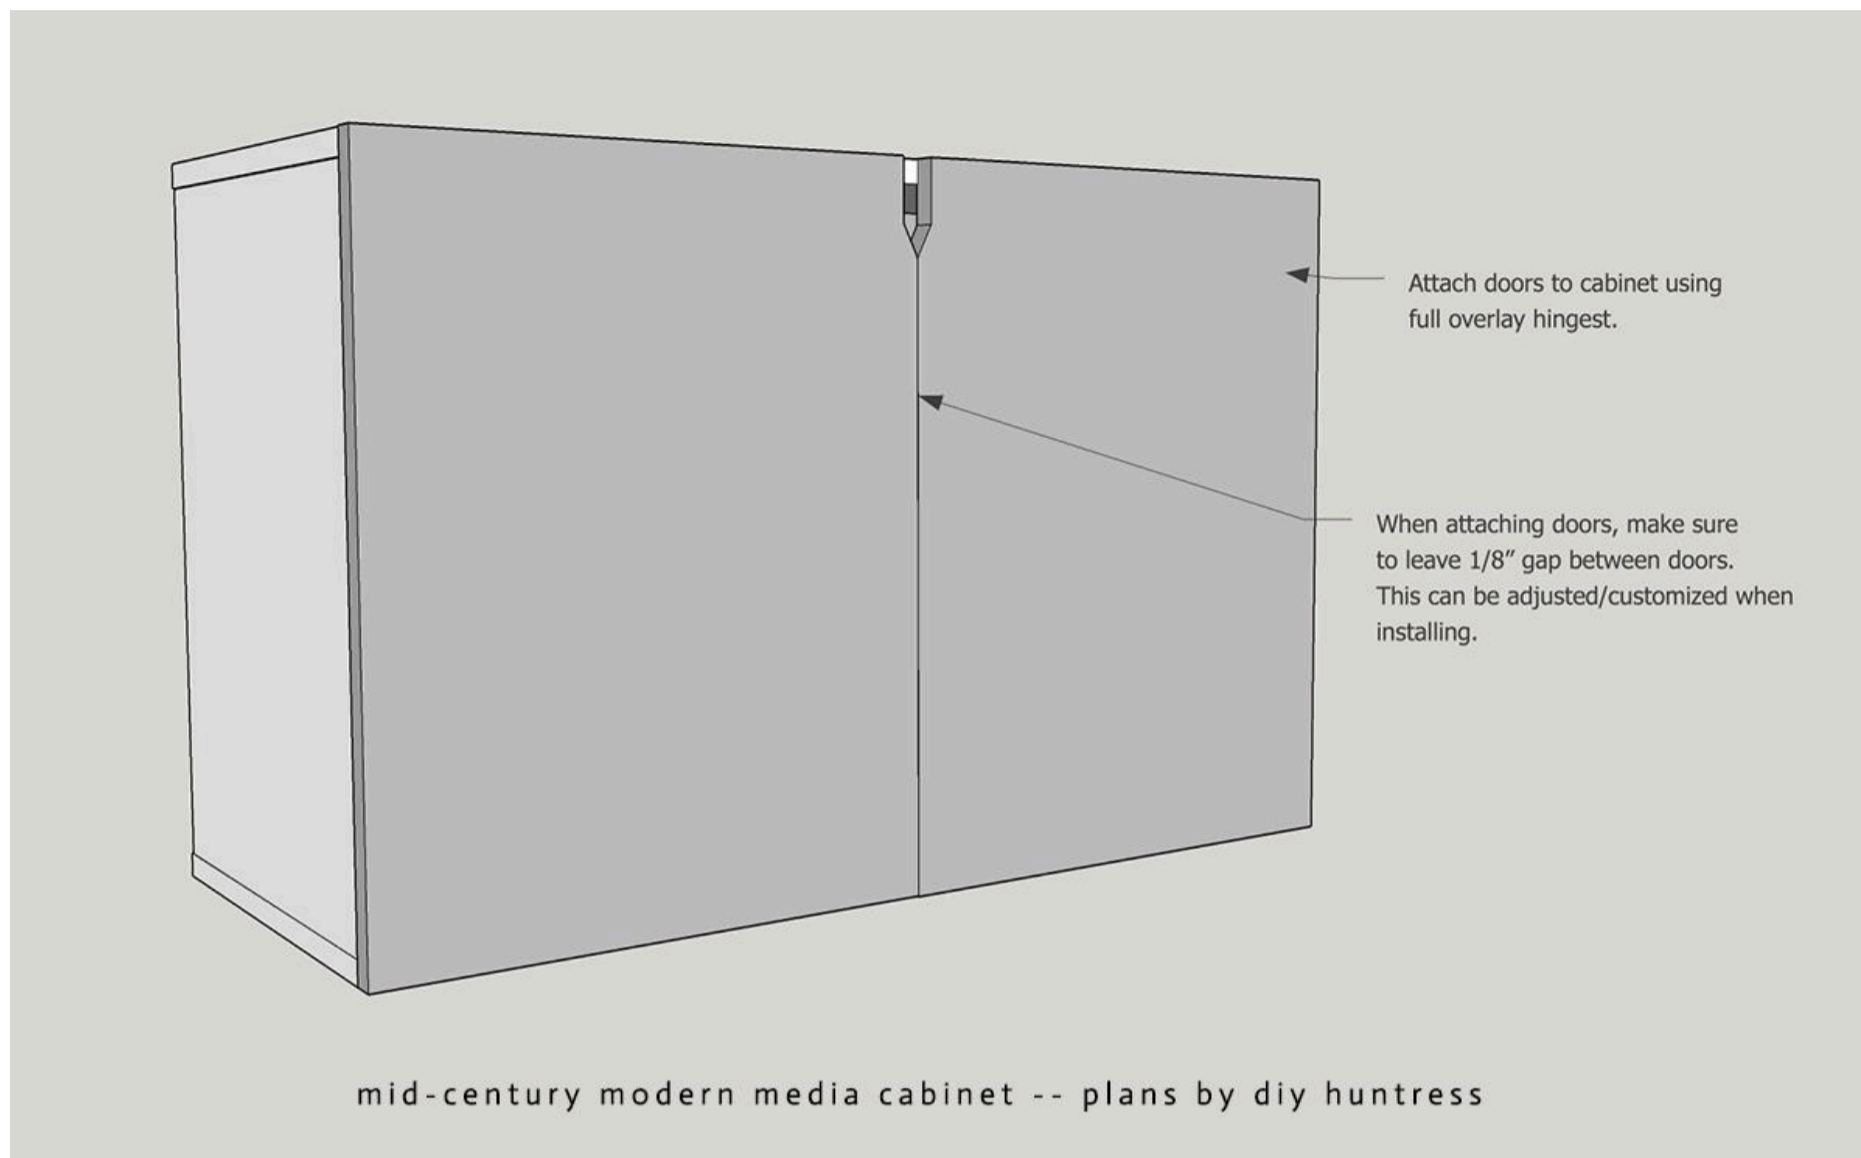 Attach doors to cabinet using
full overlay hingest.
When attaching doors, make sure
to leave 1/8" gap between doors.
This can be adjusted/customized when
installing.
mid-century modern media cabinet -- plans by diy huntress